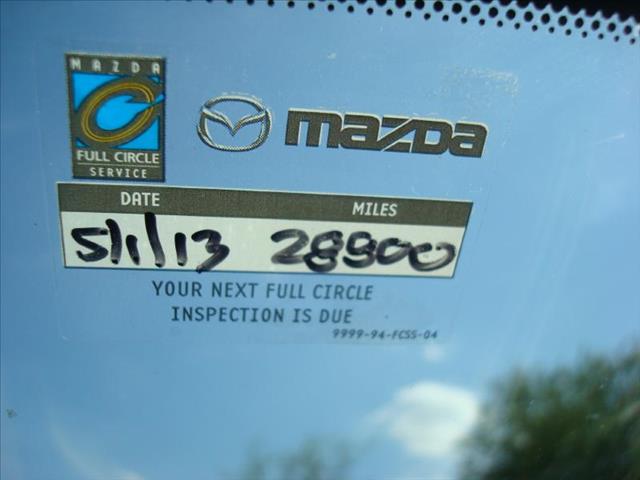 MAZDA
FULL CIRCLE
SERVICE
mazda
DATE MILES
5/1/13 28900
YOUR NEXT FULL CIRCLE
INSPECTION IS DUE
9999-94-FCSS-04